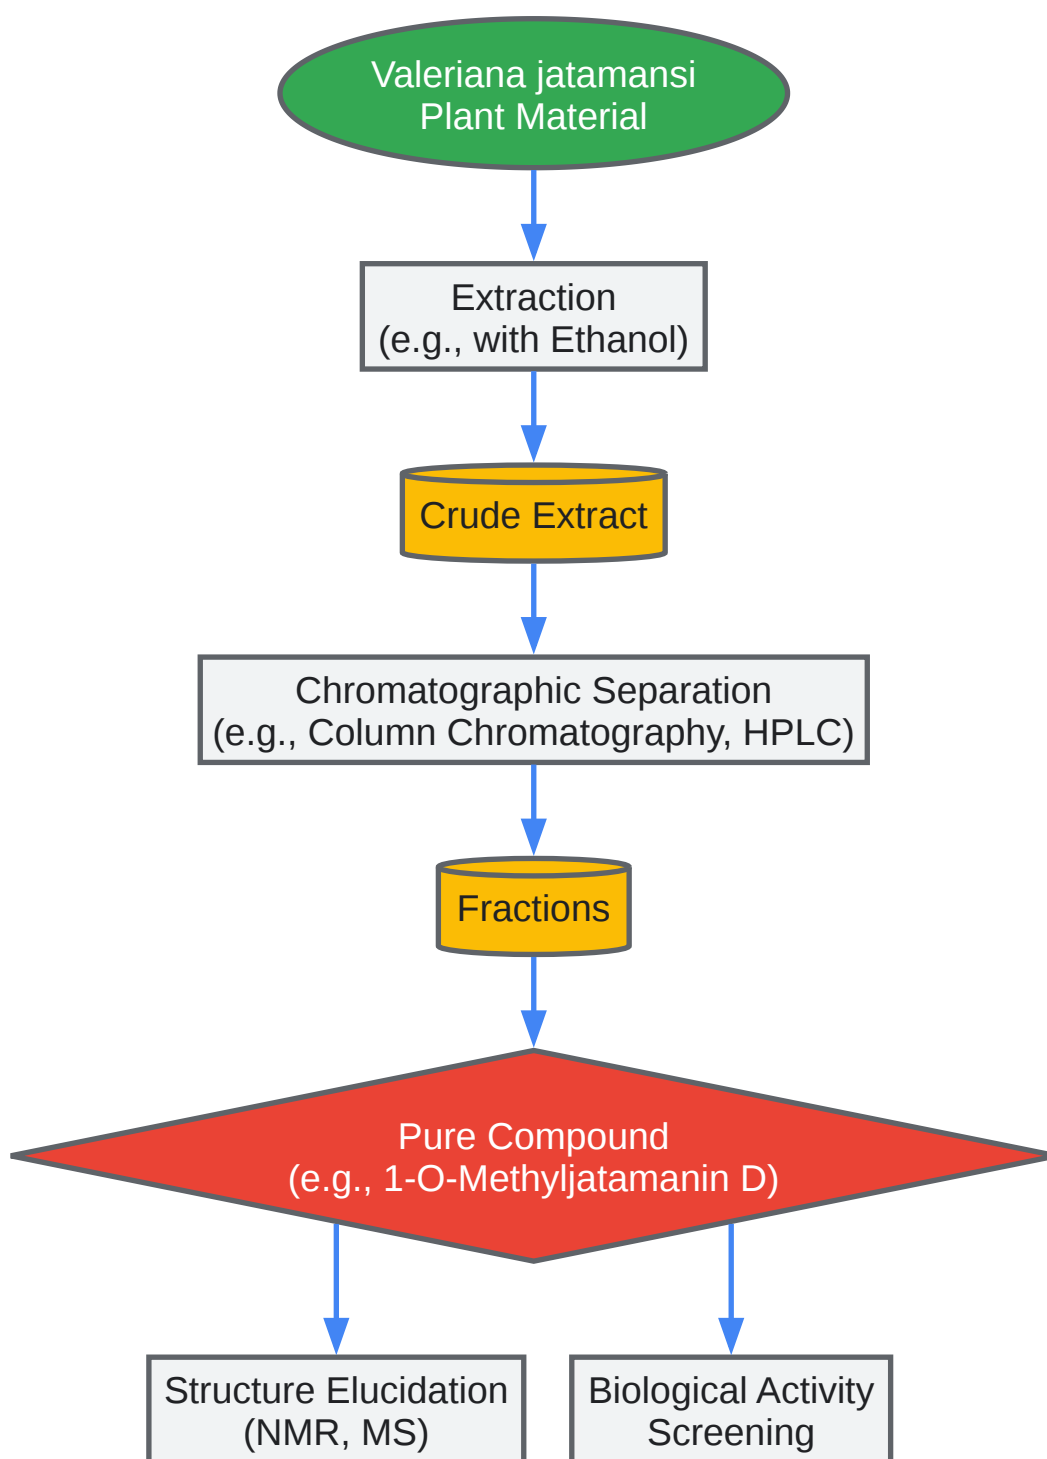 Valeriana jatamansi
Plant Material
Extraction
(e.g., with Ethanol)
Crude Extract
Chromatographic Separation
(e.g., Column Chromatography, HPLC)
Fractions
Pure Compound
(e.g., 1-O-Methyljatamanin D)
Structure Elucidation
(NMR, MS)
Biological Activity
Screening